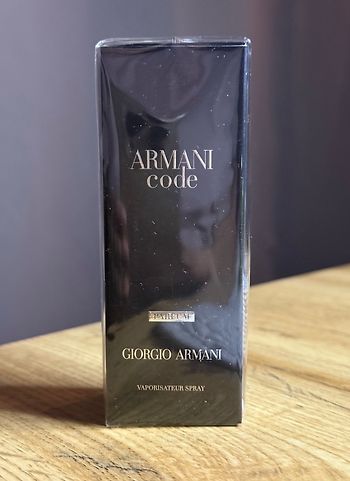 ARMANI
code
PARFUM
GIORGIO ARMANI
VAPORISATEUR SPRAY